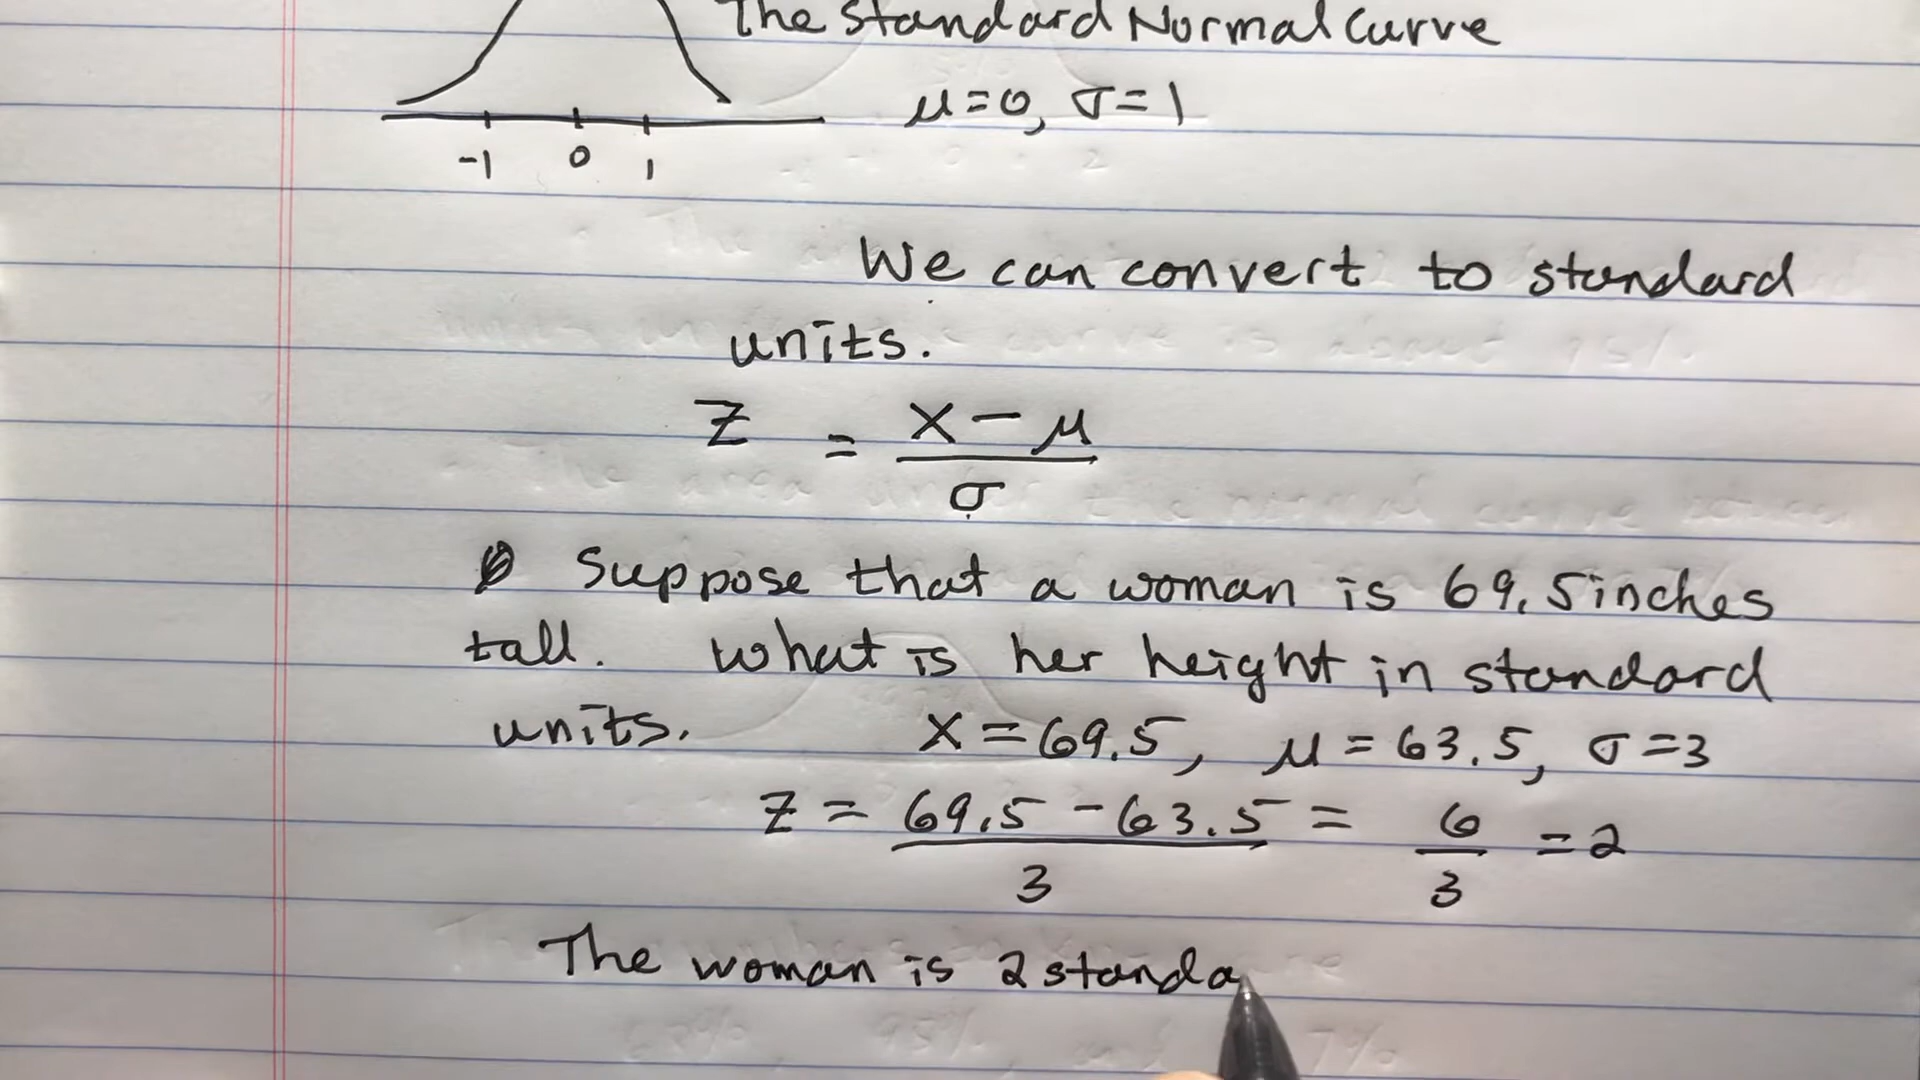 The Standard Normal Curve
μ=0, σ=1
-1 0 1
We can convert to standard
units.
Z = X - μ
σ
Suppose that a woman is 69.5inches
tall. What is her height in standard
units. X = 69.5, μ = 63.5, σ = 3
Z = 69.5 - 63.5 = 6 = 2
3 3
The woman is 2 standa